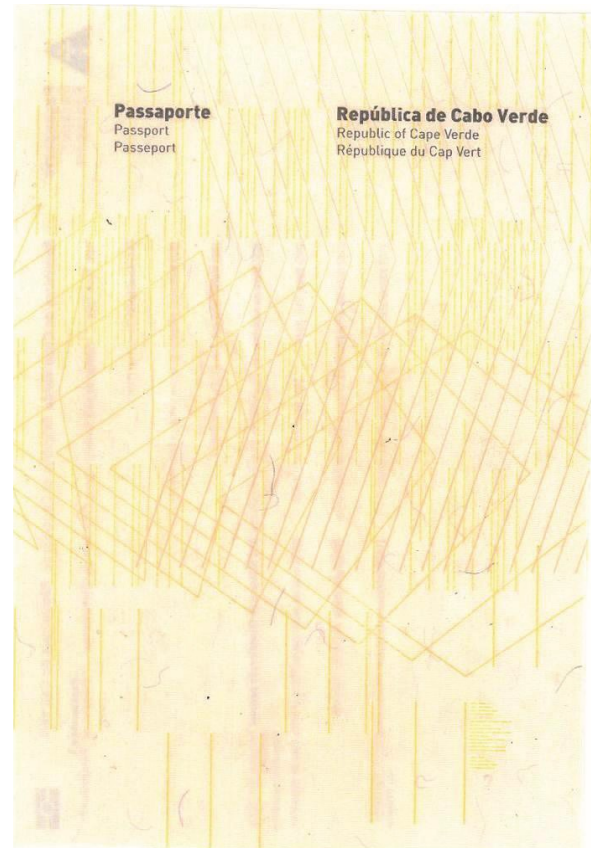 Passaporte
Passport
Passeport
República de Cabo Verde
Republic of Cape Verde
République du Cap Vert